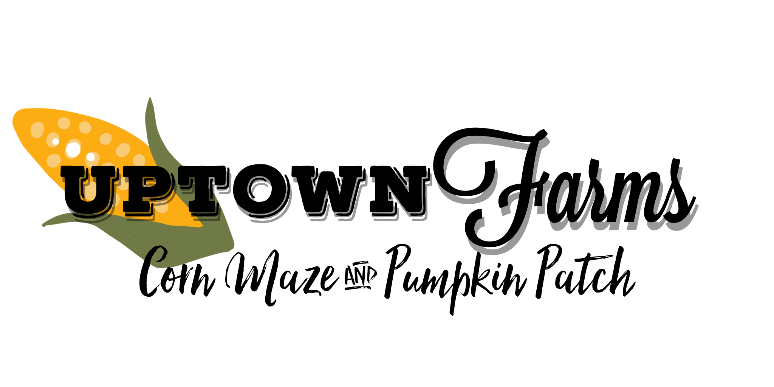 UPTOWN Farms
Corn Maze AND Pumpkin Patch